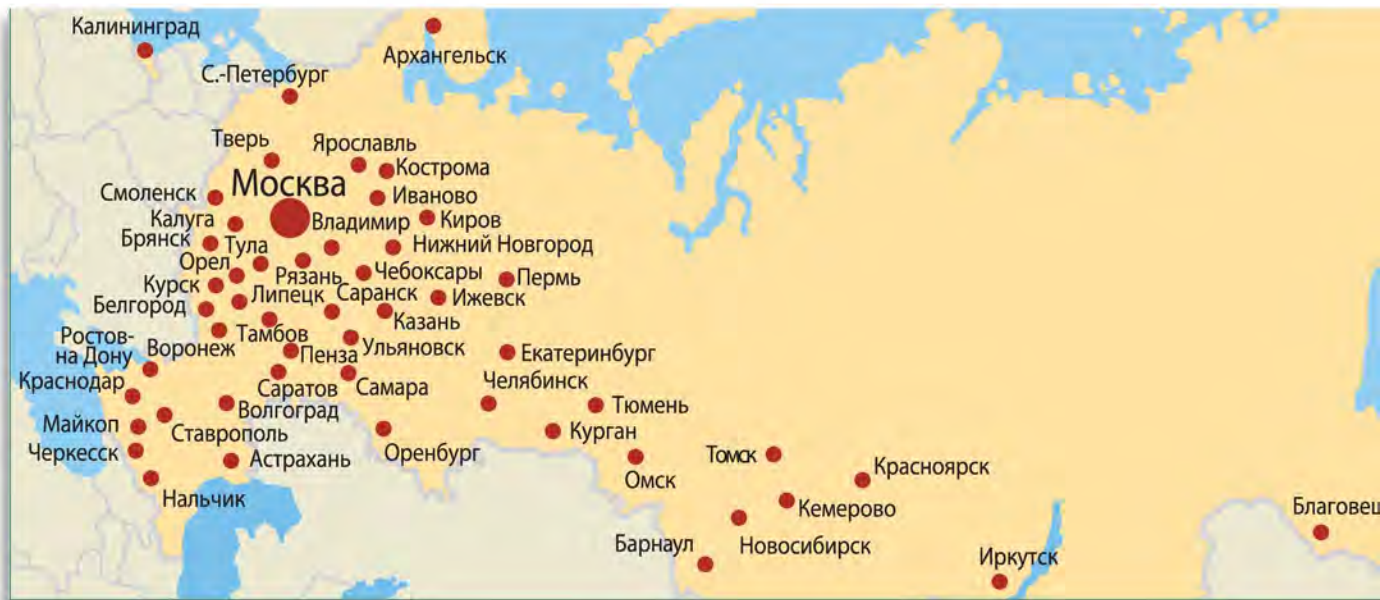 Калининград
Архангельск
С.-Петербург
Тверь
Ярославль
Кострома
Смоленск
Москва
Иваново
Калуга
Владимир
Киров
Брянск
Тула
Нижний Новгород
Орел
Рязань
Чебоксары
Пермь
Курск
Липецк
Саранск
Ижевск
Белгород
Казань
Ростов-
на Дону
Воронеж
Тамбов
Пенза
Ульяновск
Екатеринбург
Краснодар
Саратов
Самара
Челябинск
Волгоград
Тюмень
Майкоп
Ставрополь
Курган
Черкесск
Астрахань
Оренбург
Томск
Красноярск
Омск
Нальчик
Кемерово
Благовещ
Барнаул
Новосибирск
Иркутск